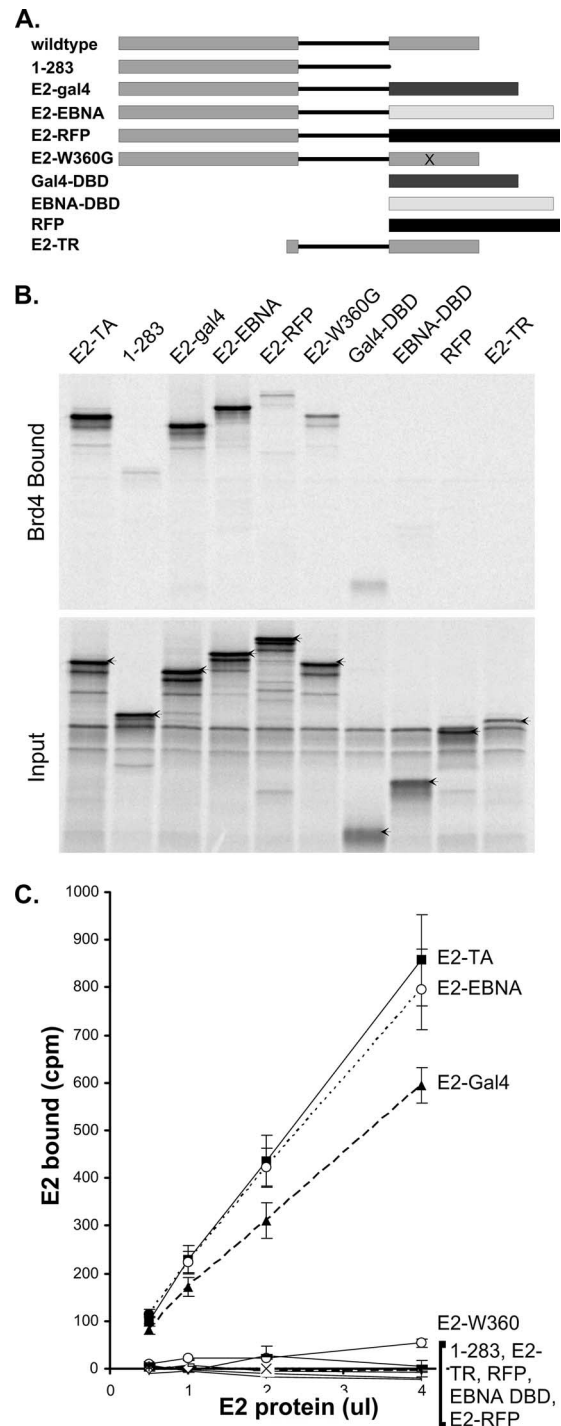 A.
wildtype
1-283
E2-gal4
E2-EBNA
E2-RFP
E2-W360G
X
Gal4-DBD
EBNA-DBD
RFP
E2-TR
B.
E2-TA
1-283
E2-gal4
E2-EBNA
E2-RFP
E2-W360G
Gal4-DBD
EBNA-DBD
RFP
E2-TR
Brd4 Bound
Input
C.
1000
900
800
700
600
500
400
300
200
100
0
E2 bound (cpm)
E2-TA
E2-EBNA
E2-Gal4
E2-W360
1-283, E2-
TR, RFP,
EBNA DBD,
E2-RFP
0
1
2
3
4
E2 protein (ul)